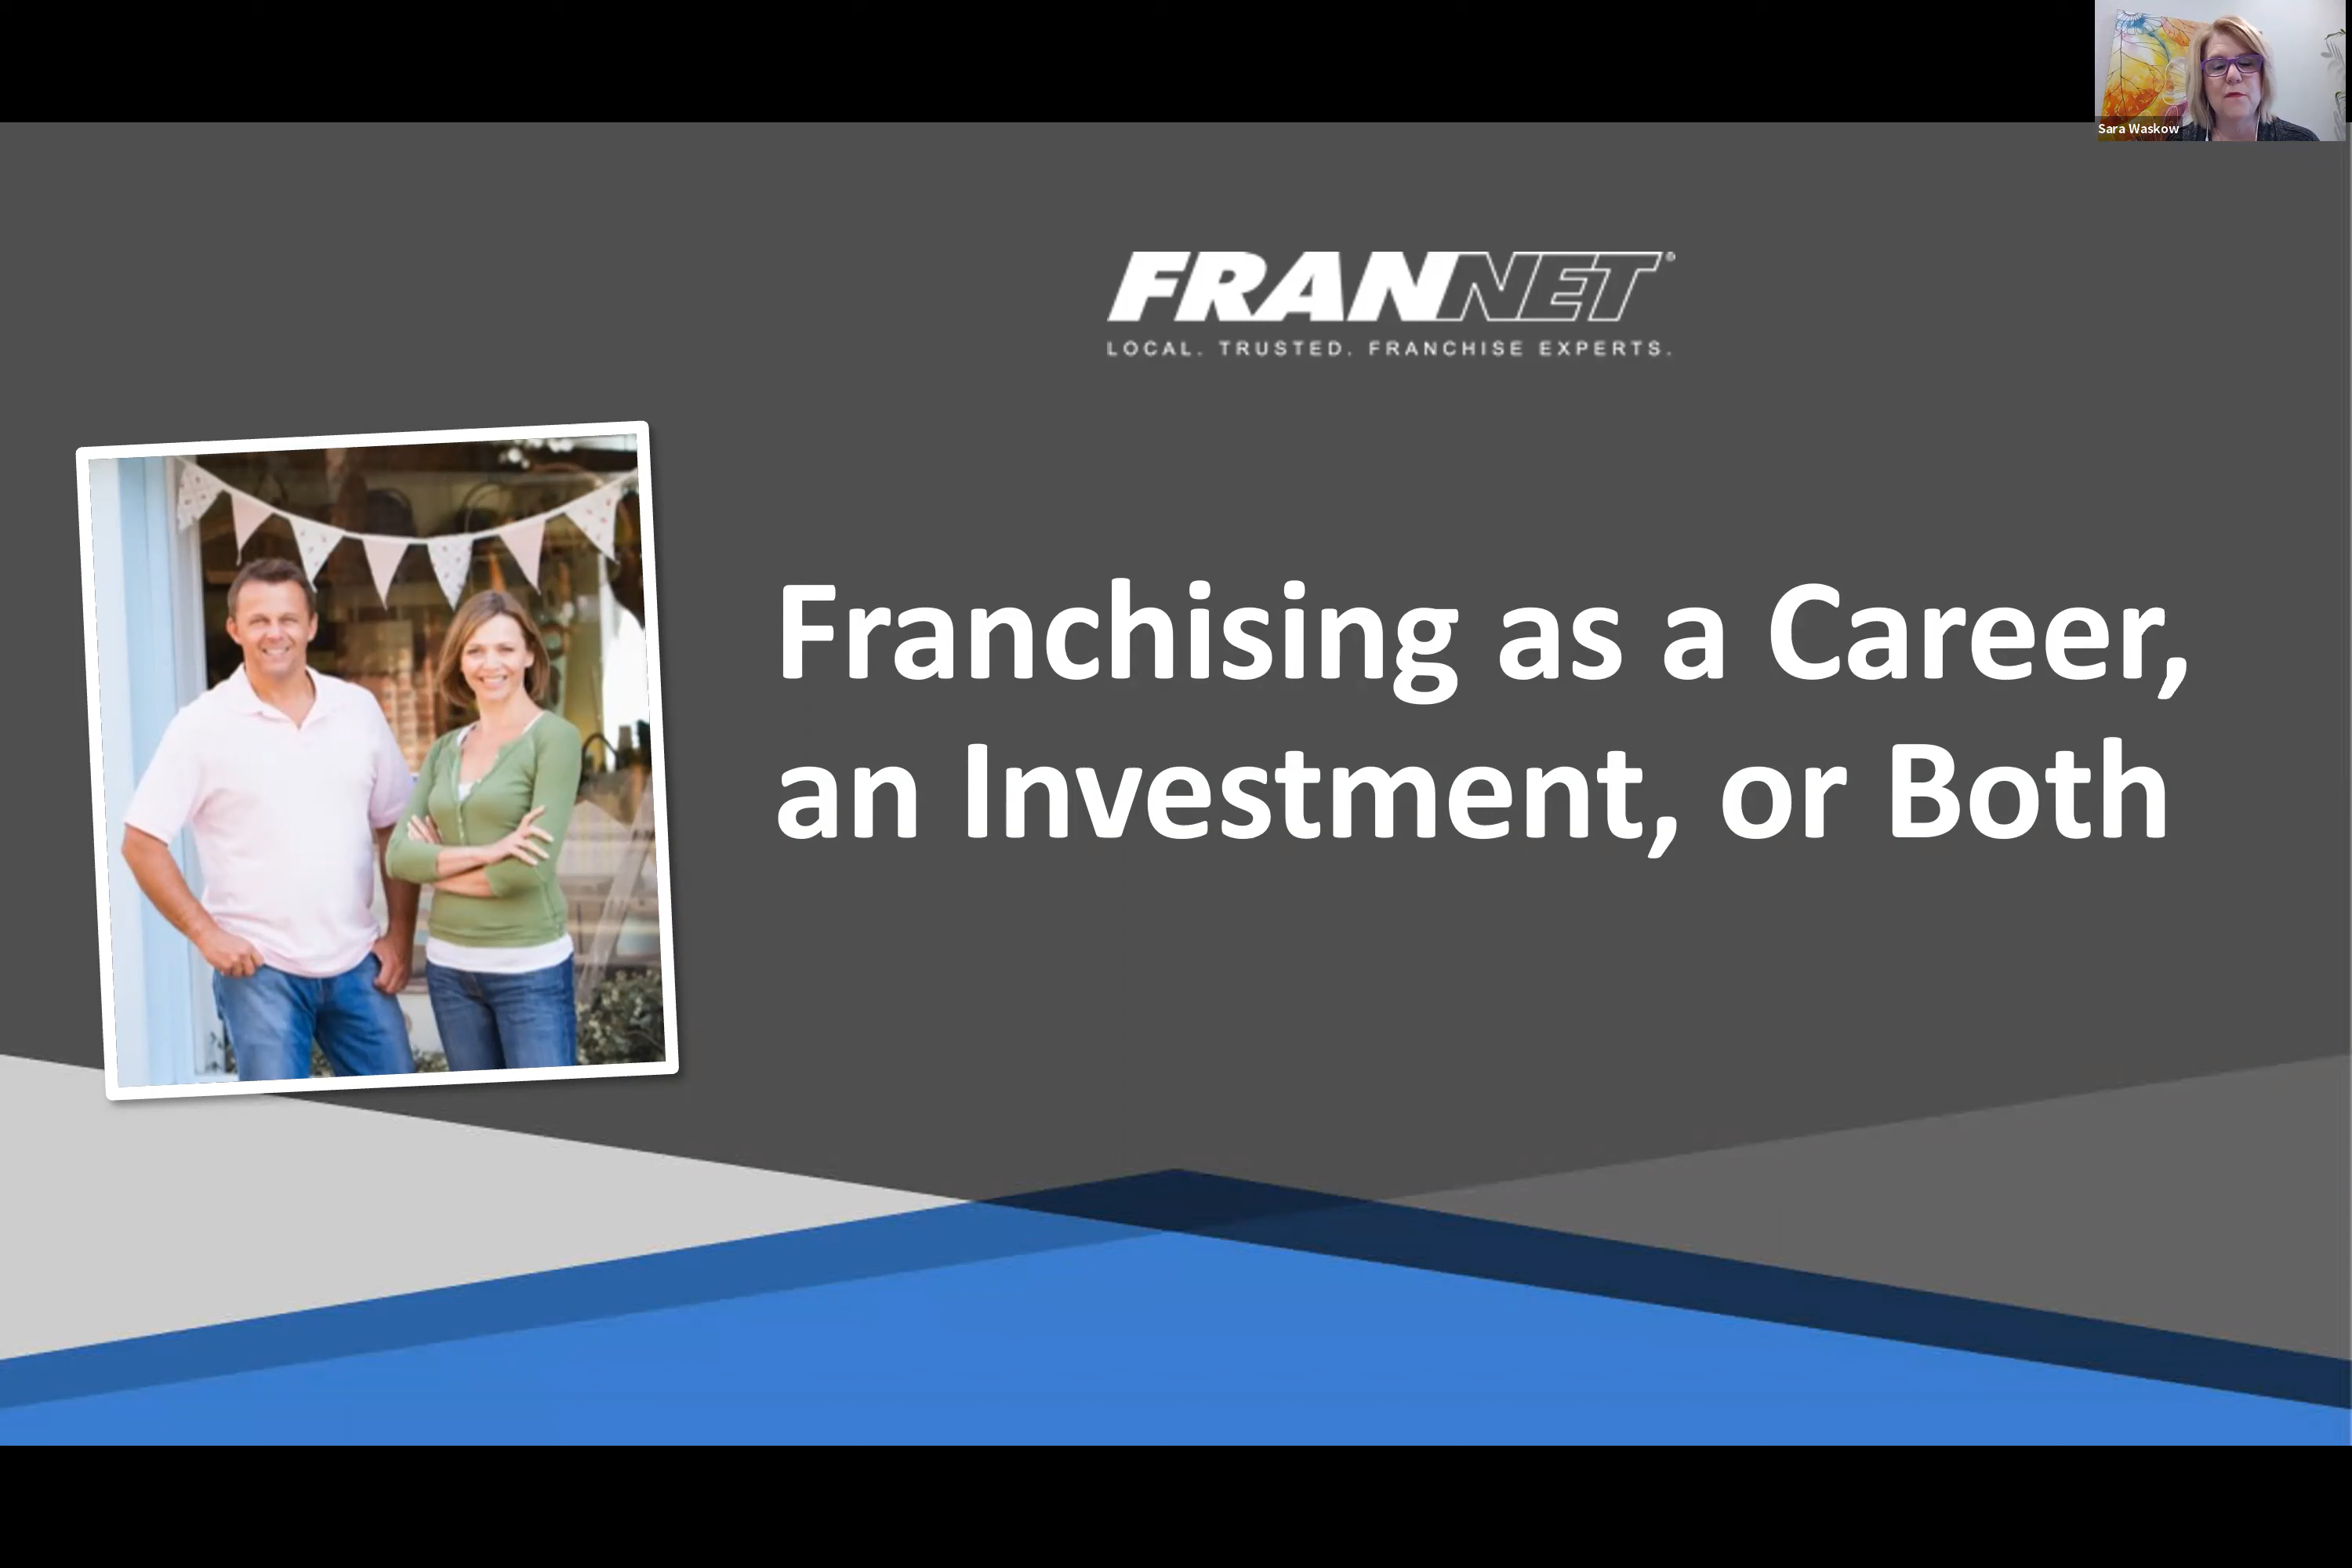 Sara Waskow
FRANNET®
LOCAL. TRUSTED. FRANCHISE EXPERTS.
Franchising as a Career,
an Investment, or Both